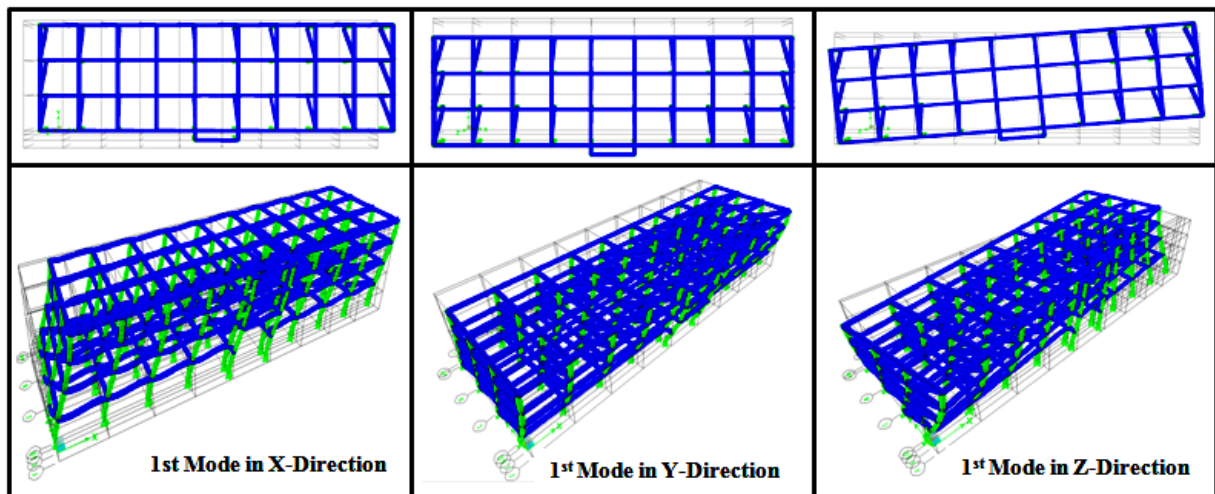 1st Mode in X-Direction
1st Mode in Y-Direction
1st Mode in Z-Direction